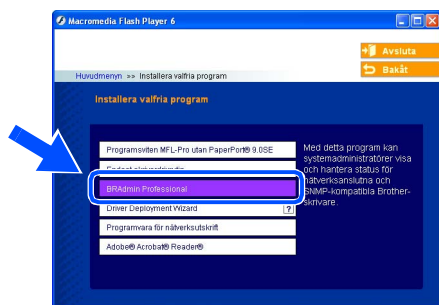 Macromedia Flash Player 6
Avsluta
Bakåt
Huvudmenyn »» Installera valfria program
Installera valfria program
Programsviten MFL-Pro utan PaperPort® 9.0SE
BRAdmin Professional
Driver Deployment Wizard ?
Programvara för nätverksutskrift
Adobe® Acrobat® Reader®
Med detta program kan
systemadministratörer visa
och hantera status för
nätverksanslutna och
SNMP-kompatibla Brother-
skrivare.